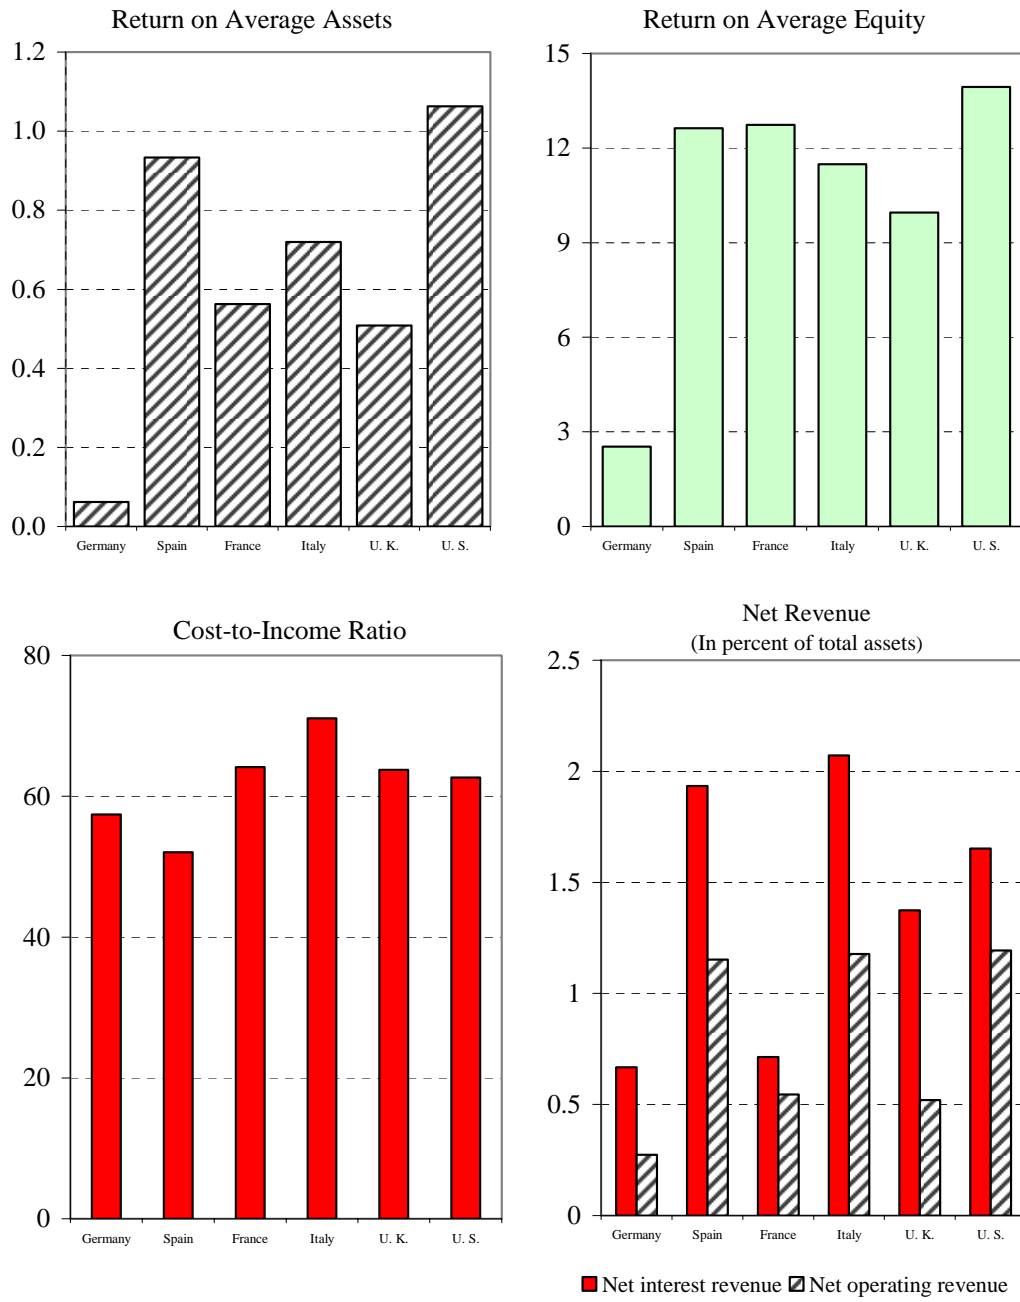 Return on Average Assets
1.2
1.0
0.8
0.6
0.4
0.2
0.0
Germany Spain France Italy U. K. U. S.
Return on Average Equity
15
12
9
6
3
0
Germany Spain France Italy U. K. U. S.
Cost-to-Income Ratio
80
60
40
20
0
Germany Spain France Italy U. K. U. S.
Net Revenue
(In percent of total assets)
2.5
2
1.5
1
0.5
0
Germany Spain France Italy U. K. U. S.
Net interest revenue Net operating revenue